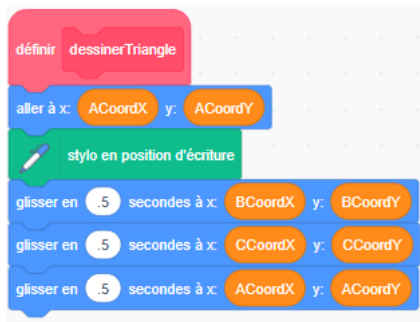 définir dessinerTriangle
aller à x: ACoordX y: ACoordY
stylo en position d'écriture
glisser en .5 secondes à x: BCoordX y: BCoordY
glisser en .5 secondes à x: CCoordX y: CCoordY
glisser en .5 secondes à x: ACoordX y: ACoordY